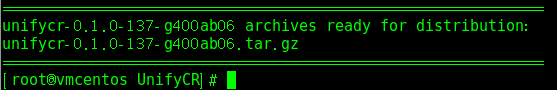 unifycr-0.1.0-137-g400ab06 archives ready for distribution:
unifycr-0.1.0-137-g400ab06.tar.gz
[root@vmcentos UnifyCR]#